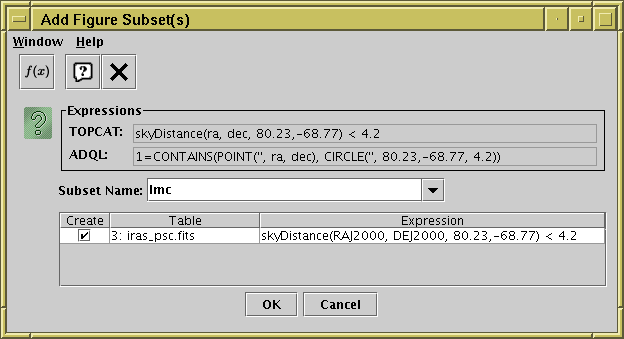 Add Figure Subset(s)
Window Help
f(x)
Expressions
TOPCAT: skyDistance(ra, dec, 80.23,-68.77) < 4.2
ADQL: 1=CONTAINS(POINT('', ra, dec), CIRCLE('', 80.23,-68.77, 4.2))
Subset Name: lmc
Create Table Expression
3: iras_psc.fits skyDistance(RAJ2000, DEJ2000, 80.23,-68.77) < 4.2
OK Cancel